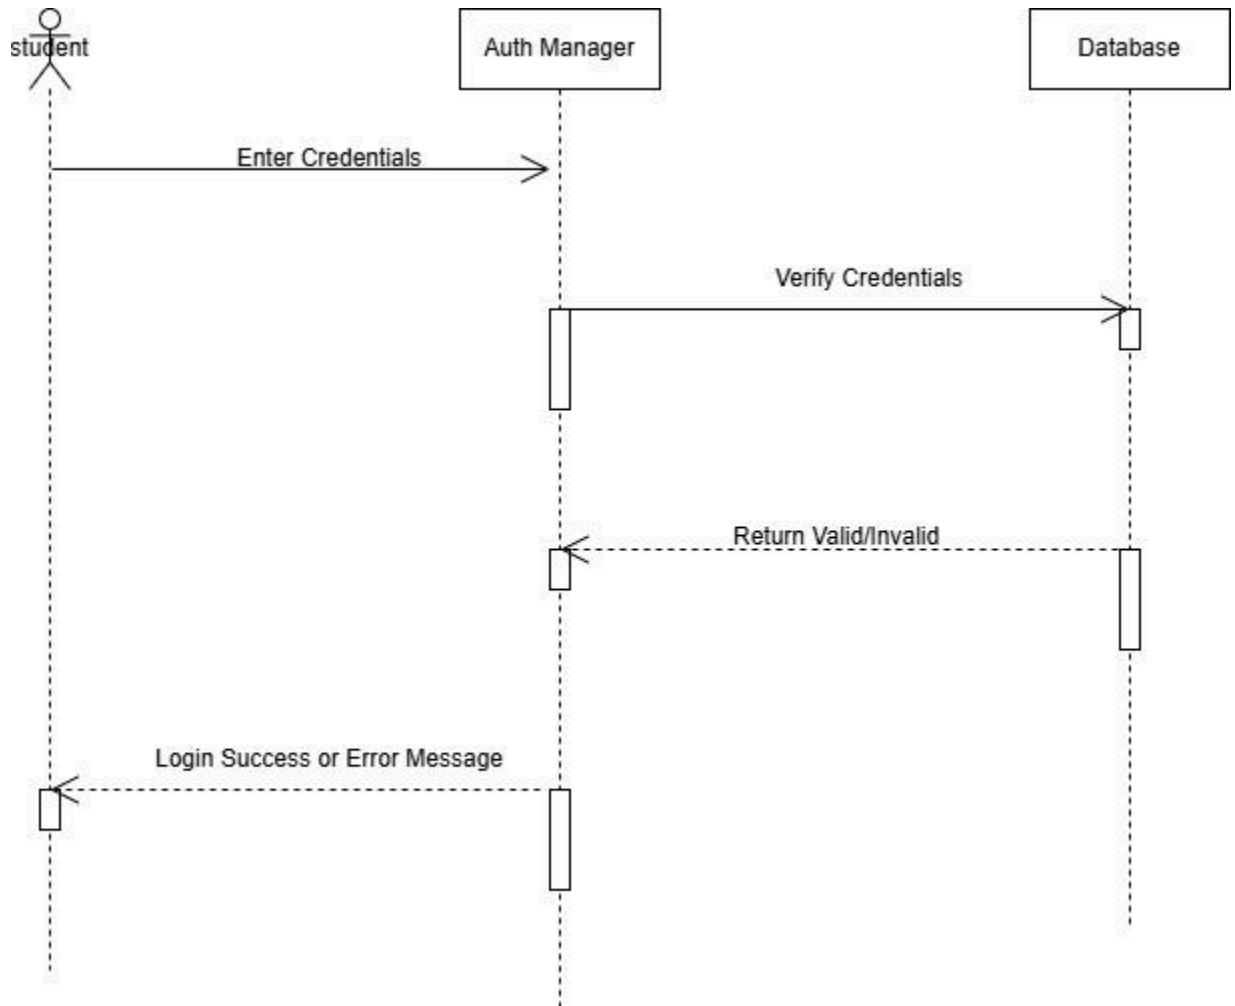 student
Auth Manager
Database
Enter Credentials
Verify Credentials
Return Valid/Invalid
Login Success or Error Message